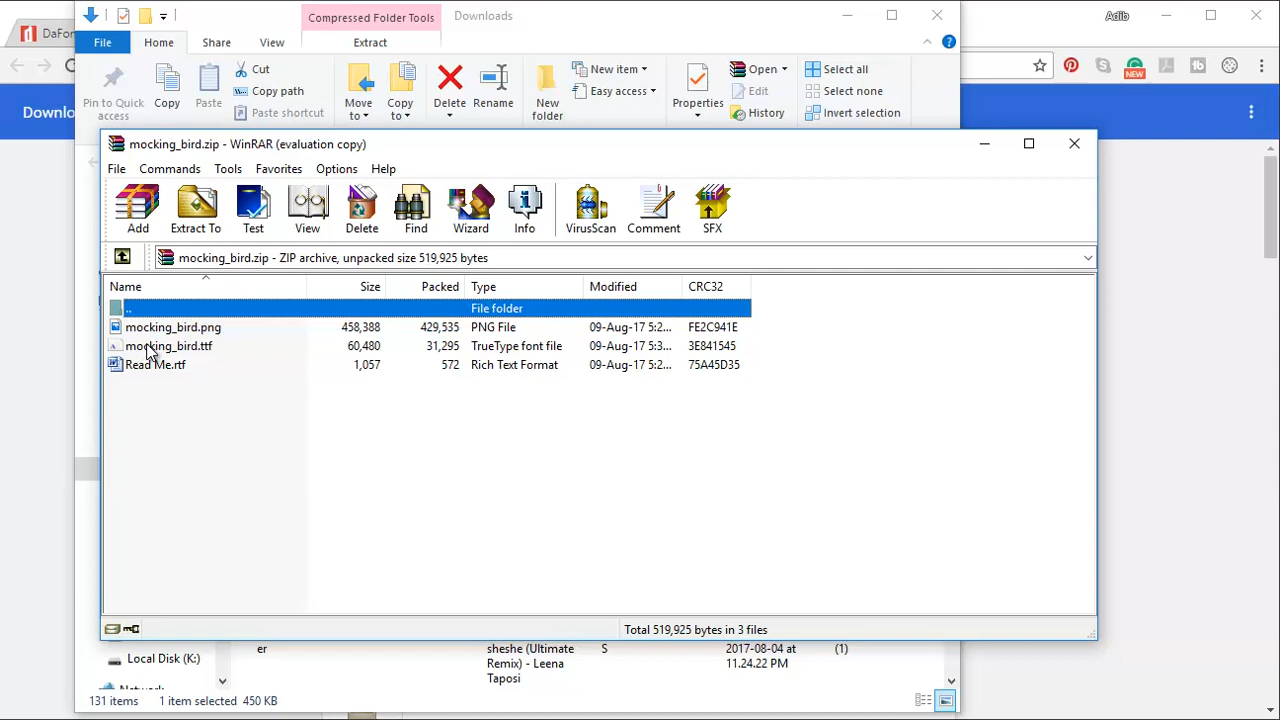 Compressed Folder Tools
Downloads
Adib
DaFon
File
Home
Share
View
Extract
Pin to Quick access
Copy
Paste
Cut
Copy path
Paste shortcut
Move to
Copy to
Delete
Rename
New folder
New item
Easy access
Properties
Open
Edit
History
Select all
Select none
Invert selection
NEW
Downlo
mocking_bird.zip - WinRAR (evaluation copy)
File Commands Tools Favorites Options Help
Add Extract To Test View Delete Find Wizard Info VirusScan Comment SFX
mocking_bird.zip - ZIP archive, unpacked size 519,925 bytes
Name Size Packed Type Modified CRC32
.. File folder
mocking_bird.png 458,388 429,535 PNG File 09-Aug-17 5:2... FE2C941E
mocking_bird.ttf 60,480 31,295 TrueType font file 09-Aug-17 5:3... 3E841545
Read Me.rtf 1,057 572 Rich Text Format 09-Aug-17 5:2... 75A45D35
Total 519,925 bytes in 3 files
er sheshe (Ultimate S 2017-08-04 at (1)
Local Disk (K:) Remix) - Leena 11.24.22 PM
Taposi
Network
131 items 1 item selected 450 KB